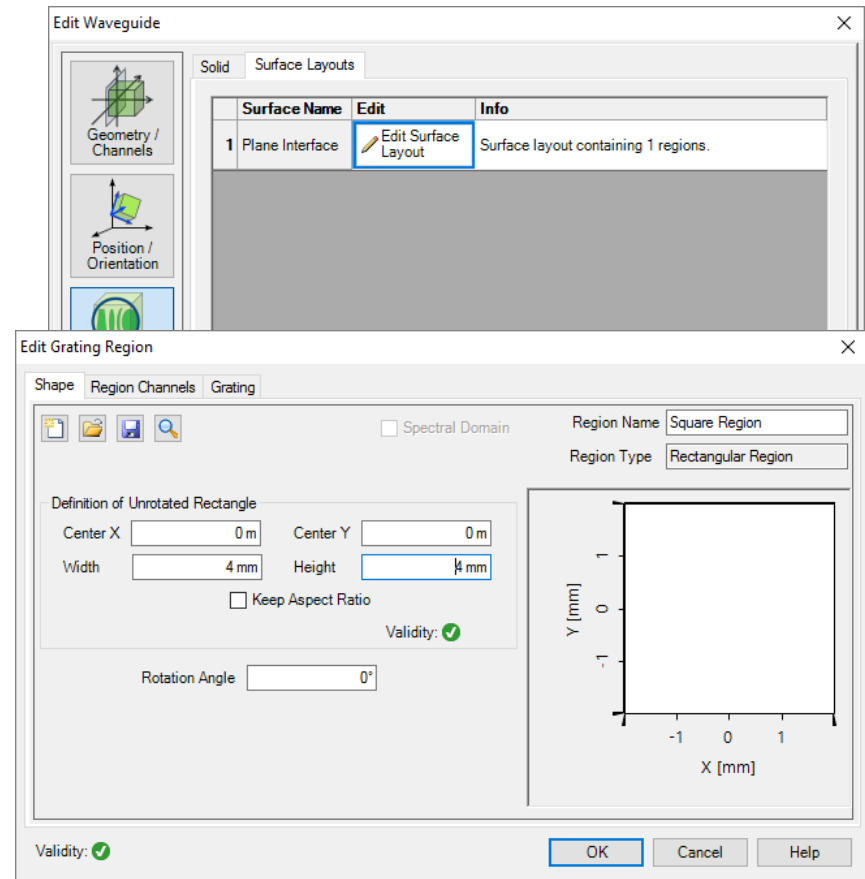 Edit Waveguide
Solid
Surface Layouts
Geometry /
Channels
Surface Name
Edit
Info
1
Plane Interface
Edit Surface
Layout
Surface layout containing 1 regions.
Position /
Orientation
Edit Grating Region
Shape
Region Channels
Grating
Spectral Domain
Region Name
Square Region
Region Type
Rectangular Region
Definition of Unrotated Rectangle
Center X
0 m
Center Y
0 m
Width
4 mm
Height
4 mm
Keep Aspect Ratio
Validity:
Rotation Angle
0°
Y [mm]
1
0
-1
-1
0
1
X [mm]
Validity:
OK
Cancel
Help